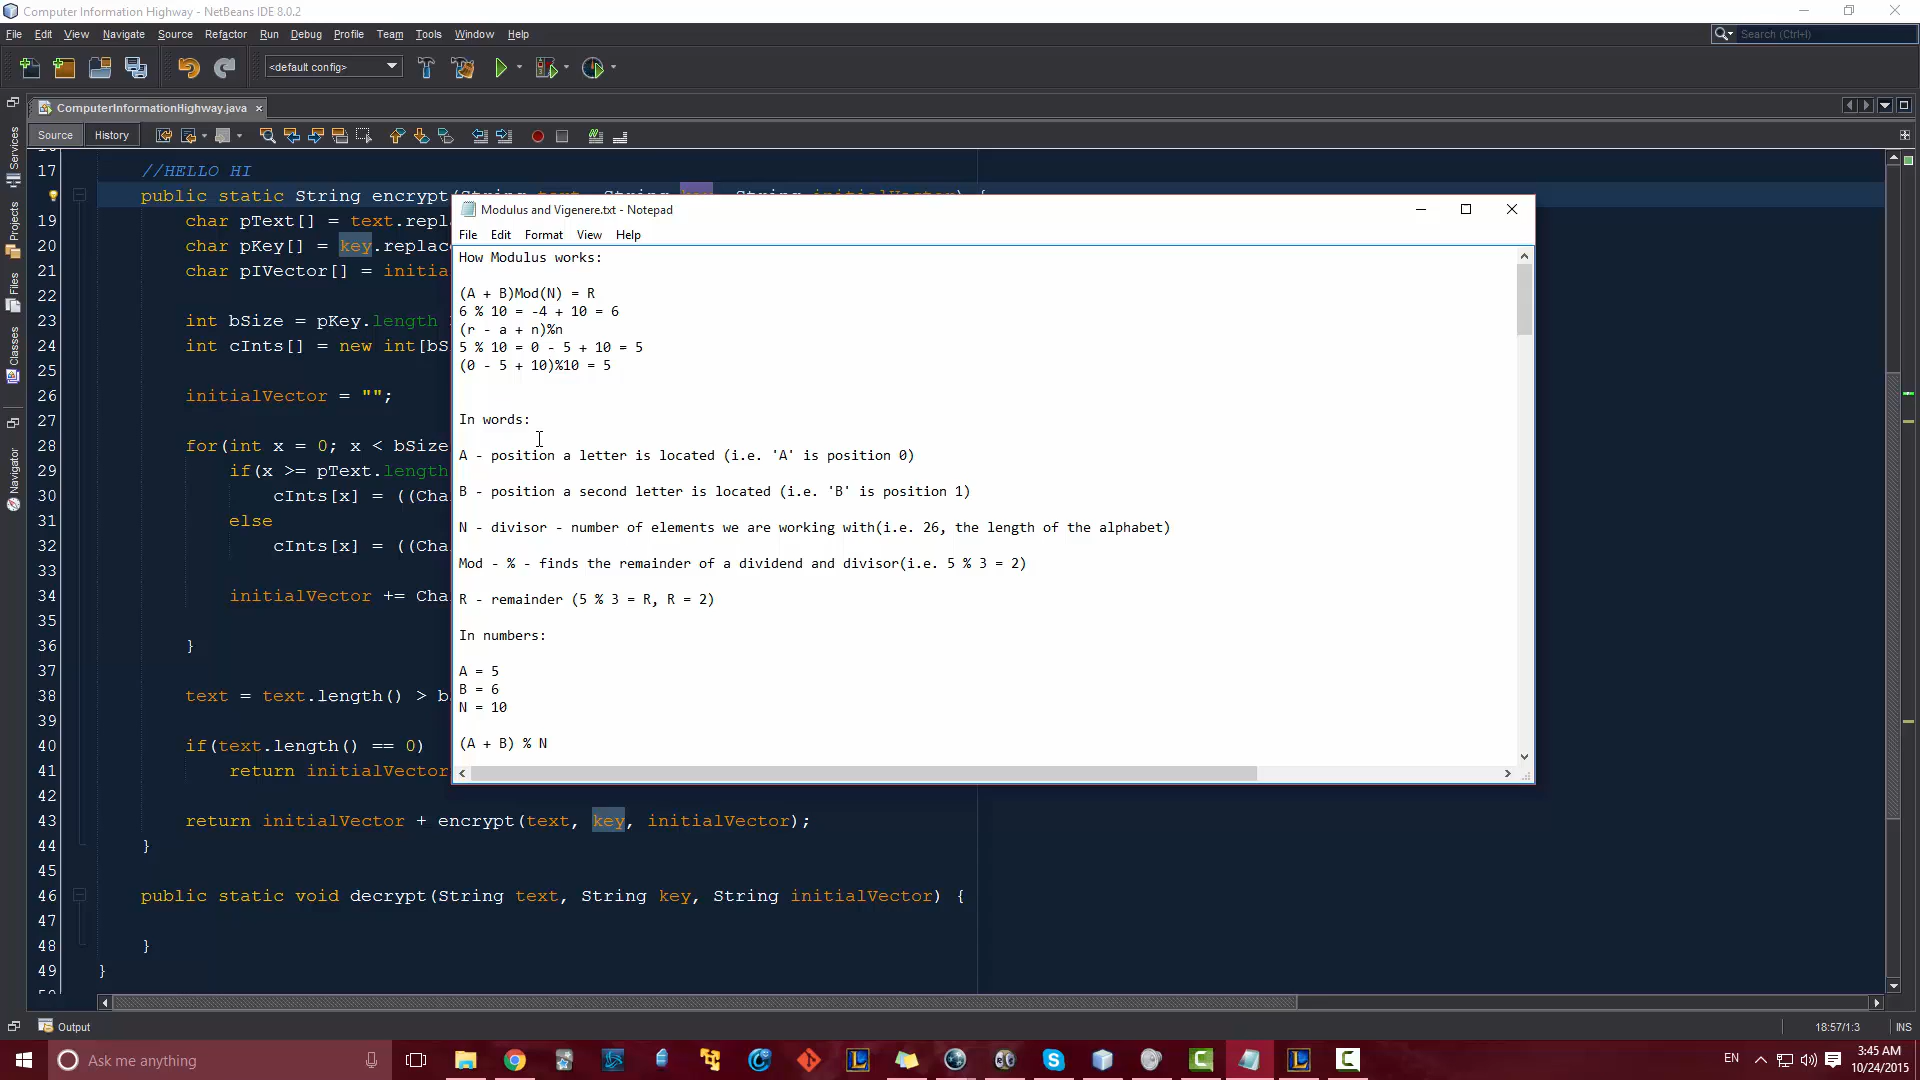 Computer Information Highway - NetBeans IDE 8.0.2
File Edit View Navigate Source Refactor Run Debug Profile Team Tools Window Help
Search (Ctrl+I)
<default config>
ComputerInformationHighway.java
Source History
Services
Projects
Files
Classes
Navigator
17 //HELLO HI
public static String encrypt(
19 char pText[] = text.repl
20 char pKey[] = key.replac
21 char pIVector[] = initia
22
23 int bSize = pKey.length
24 int cInts[] = new int[bS
25
26 initialVector = "";
27
28 for(int x = 0; x < bSize
29 if(x >= pText.length
30 cInts[x] = ((Cha
31 else
32 cInts[x] = ((Cha
33
34 initialVector += Cha
35
36 }
37
38 text = text.length() > b
39
40 if(text.length() == 0)
41 return initialVector
42
43 return initialVector + encrypt(text, key, initialVector);
44 }
45
46 public static void decrypt(String text, String key, String initialVector) {
47
48 }
49 }
Modulus and Vigenere.txt - Notepad
File Edit Format View Help
How Modulus works:
(A + B)Mod(N) = R
6 % 10 = -4 + 10 = 6
(r - a + n)%n
5 % 10 = 0 - 5 + 10 = 5
(0 - 5 + 10)%10 = 5
In words:
A - position a letter is located (i.e. 'A' is position 0)
B - position a second letter is located (i.e. 'B' is position 1)
N - divisor - number of elements we are working with(i.e. 26, the length of the alphabet)
Mod - % - finds the remainder of a dividend and divisor(i.e. 5 % 3 = 2)
R - remainder (5 % 3 = R, R = 2)
In numbers:
A = 5
B = 6
N = 10
(A + B) % N
Output
18:57/1:3 INS
Ask me anything
EN
3:45 AM
10/24/2015